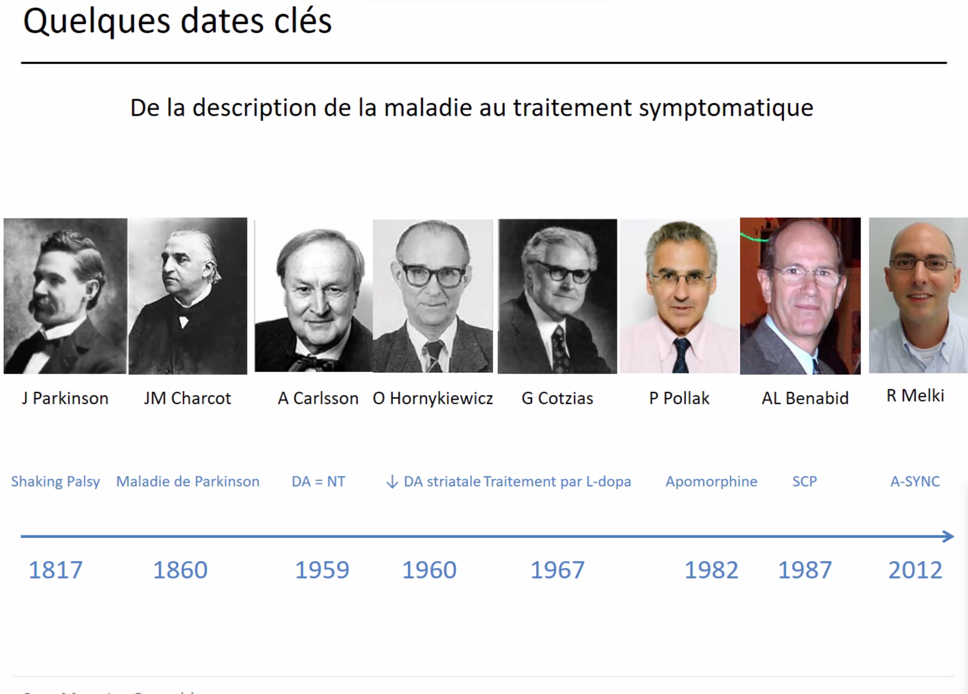 Quelques dates clés
De la description de la maladie au traitement symptomatique
J Parkinson JM Charcot A Carlsson O Hornykiewicz G Cotzias P Pollak AL Benabid R Melki
Shaking Palsy Maladie de Parkinson DA = NT ↓ DA striatale Traitement par L-dopa Apomorphine SCP A-SYNC
1817 1860 1959 1960 1967 1982 1987 2012